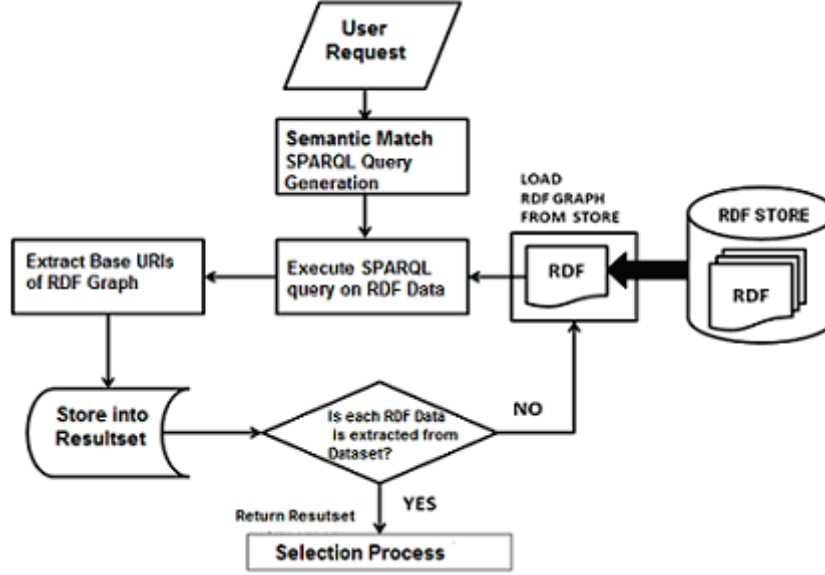 User
Request
Semantic Match
SPARQL Query
Generation
LOAD
RDF GRAPH
FROM STORE
RDF STORE
RDF
RDF
Execute SPARQL
query on RDF Data
Extract Base URIs
of RDF Graph
Store into
Resultset
Is each RDF Data
is extracted from
Dataset?
NO
YES
Return Resutset
Selection Process